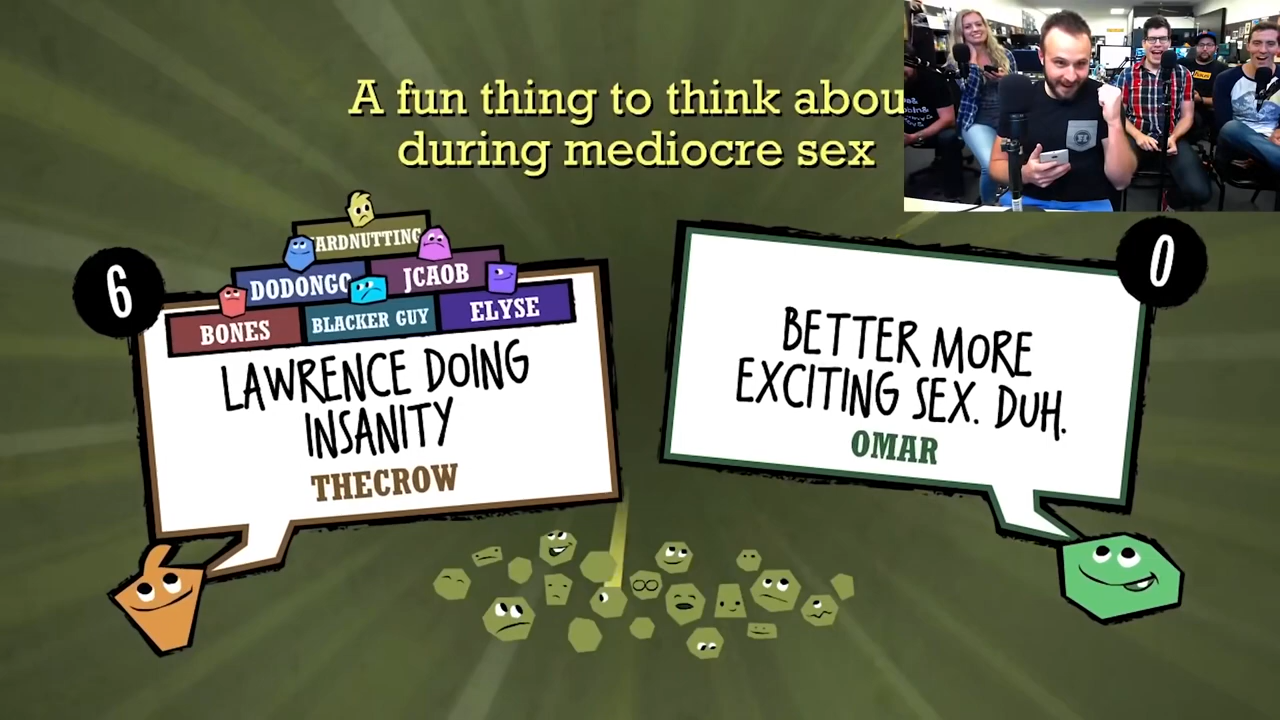 A fun thing to think abou
during mediocre sex
6
ARDNUTTING
DODONGO
JCAOB
BONES
BLACKER GUY
ELYSE
LAWRENCE DOING
INSANITY
THECROW
0
BETTER MORE
EXCITING SEX. DUH.
OMAR